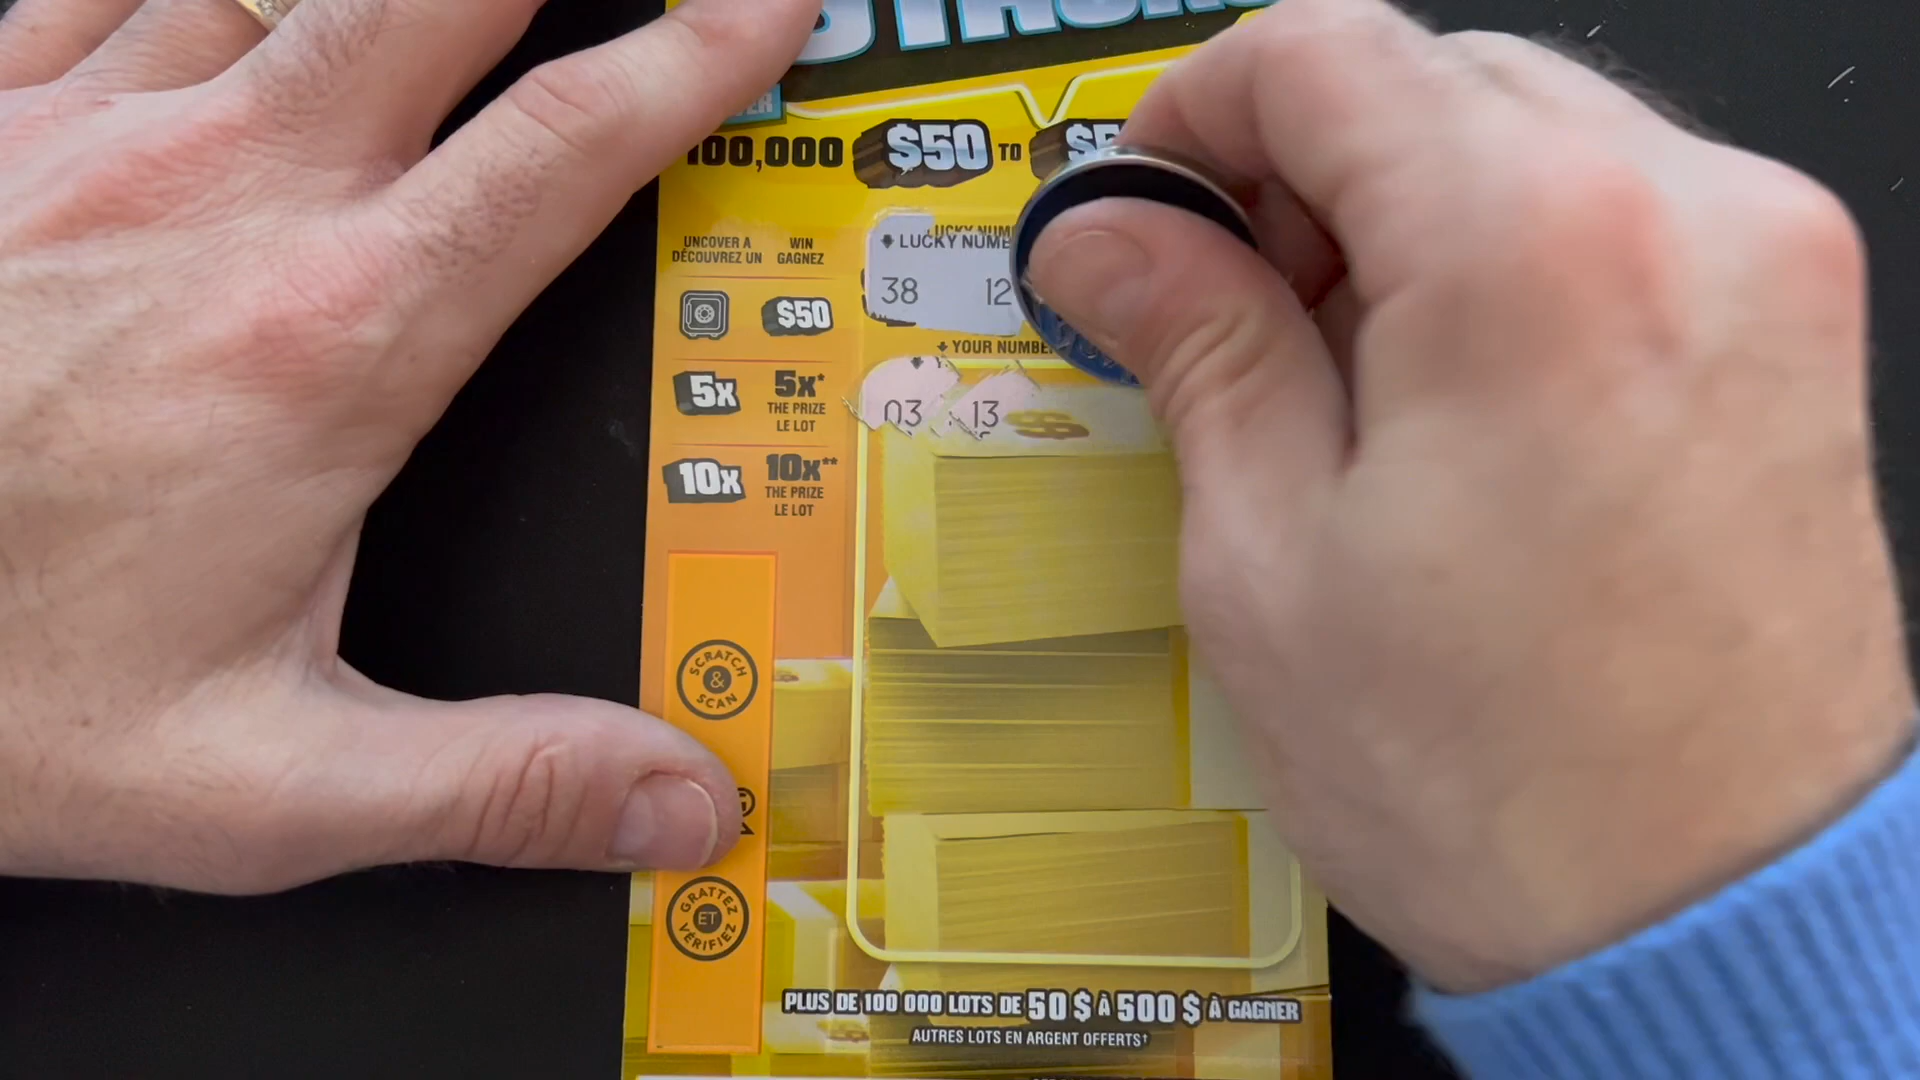 100,000 $50 TO
UNCOVER A WIN
DÉCOUVREZ UN GAGNEZ
$50
5x 5x*
THE PRIZE
LE LOT
10x 10x**
THE PRIZE
LE LOT
LUCKY
38 12
YOUR
03 13
SCRATCH & SCAN
GRATTEZ ET VÉRIFIEZ
PLUS DE 100 000 LOTS DE 50 $ À 500 $ À GAGNER
AUTRES LOTS EN ARGENT OFFERTS†